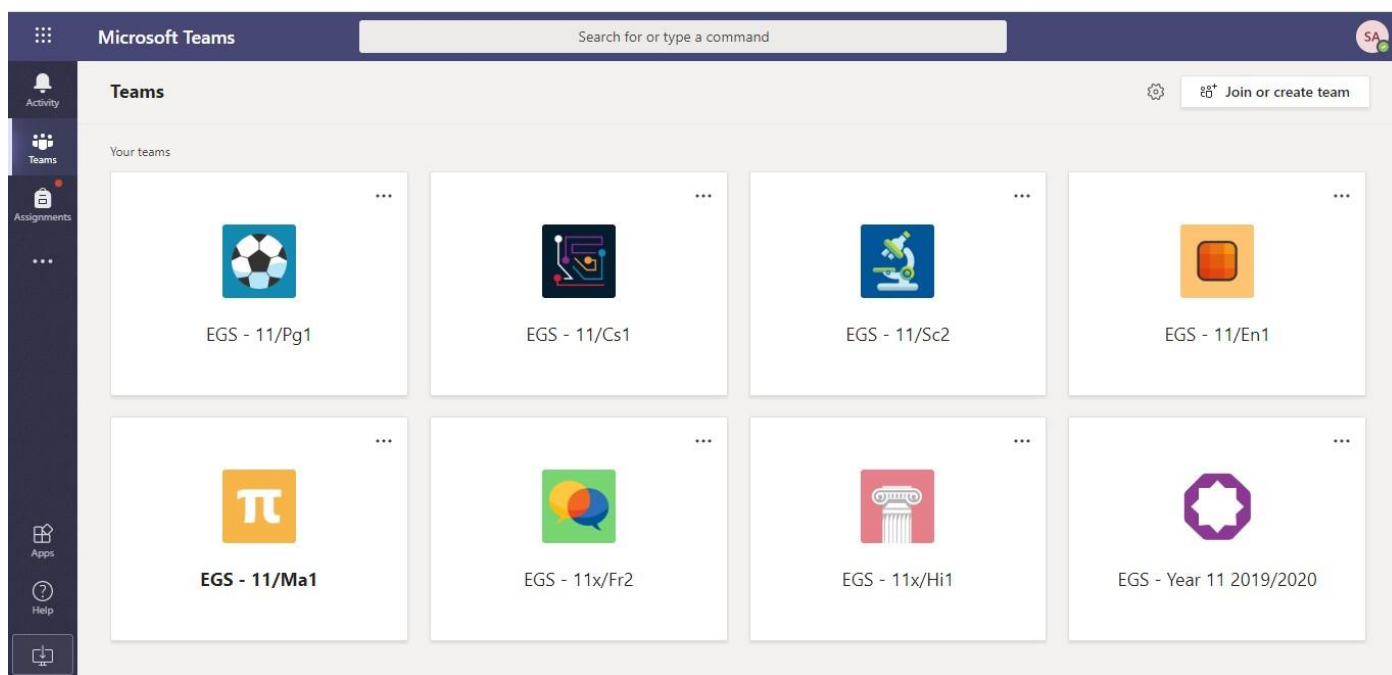 Microsoft Teams
Search for or type a command
SA
Activity
Teams
Assignments
Apps
Help
Teams
Join or create team
Your teams
EGS - 11/Pg1
EGS - 11/Cs1
EGS - 11/Sc2
EGS - 11/En1
π
EGS - 11/Ma1
EGS - 11x/Fr2
EGS - 11x/Hi1
EGS - Year 11 2019/2020